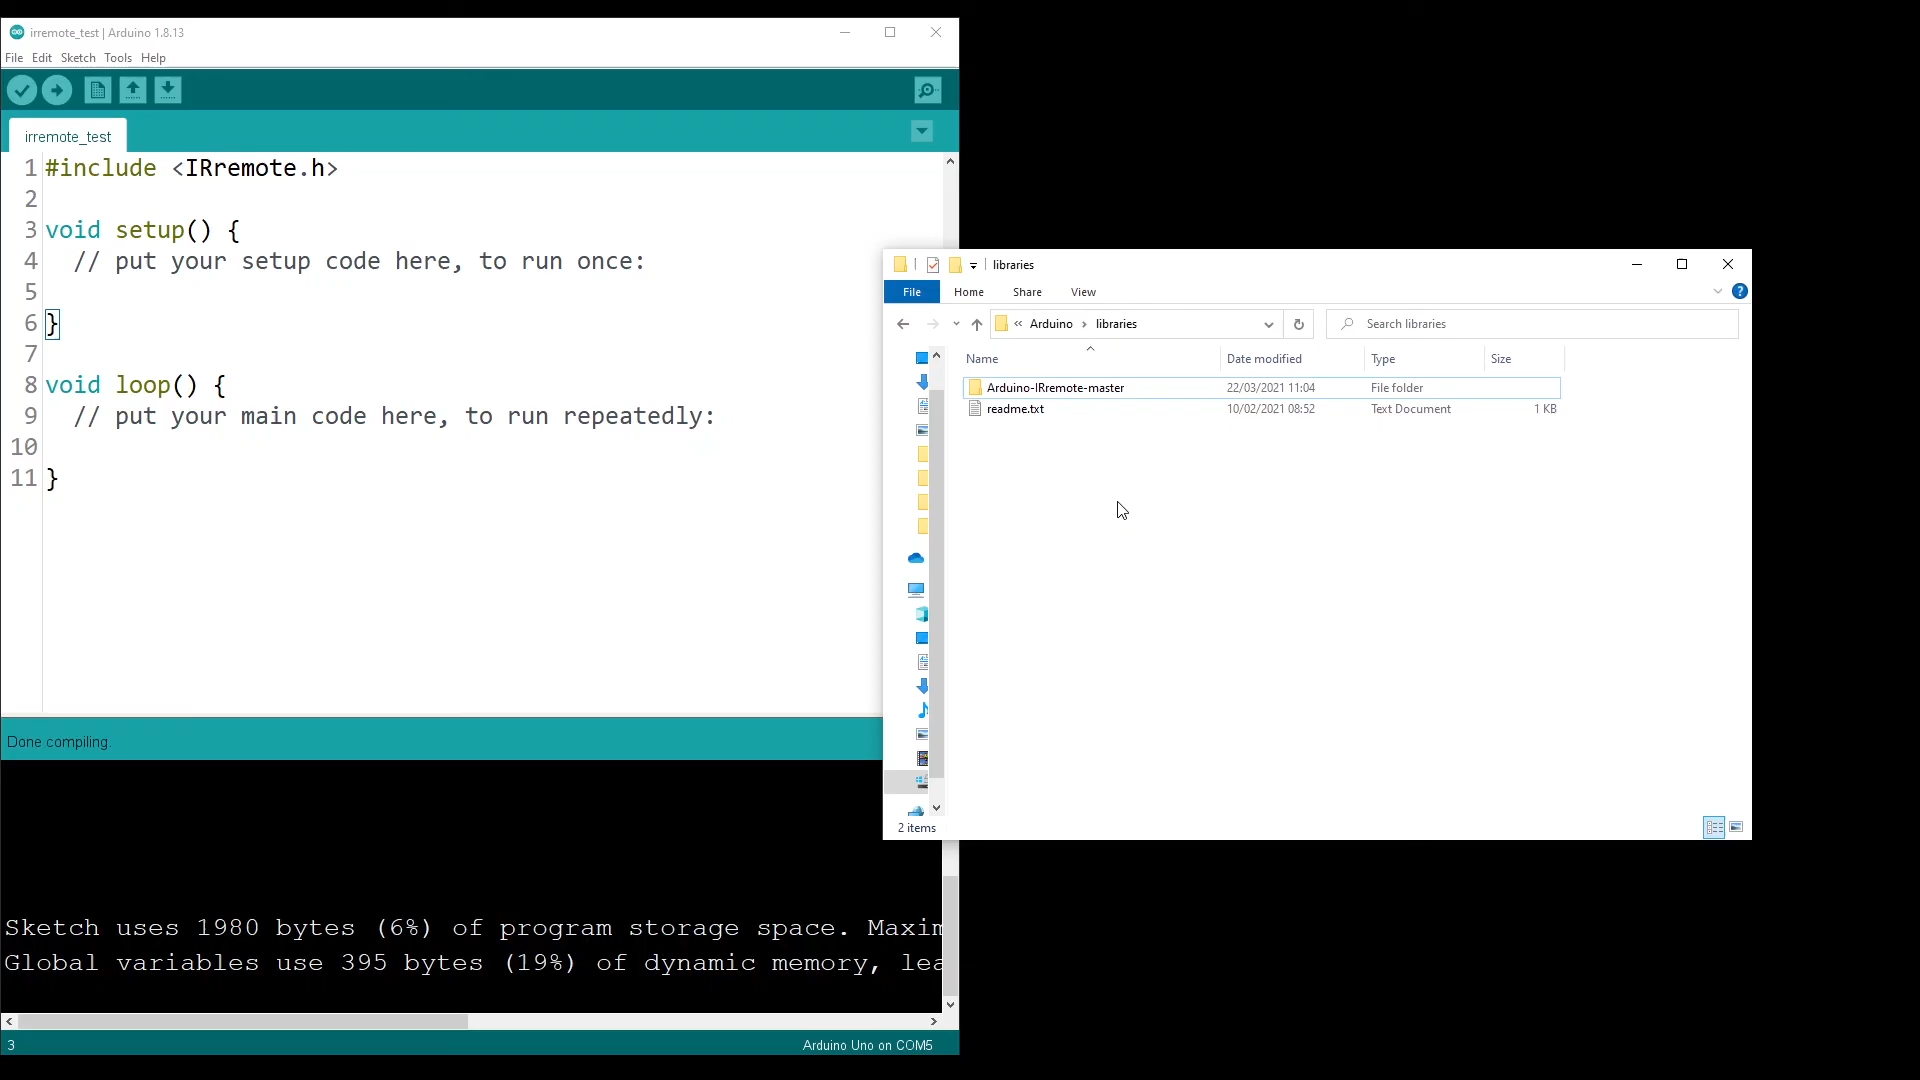 irremote_test | Arduino 1.8.13
File Edit Sketch Tools Help
irremote_test
1 #include <IRremote.h>
2
3 void setup() {
4 // put your setup code here, to run once:
5
6 }
7
8 void loop() {
9 // put your main code here, to run repeatedly:
10
11 }
Done compiling.
Sketch uses 1980 bytes (6%) of program storage space. Maxim
Global variables use 395 bytes (19%) of dynamic memory, lea
3
Arduino Uno on COM5
libraries
File Home Share View
« Arduino › libraries
Search libraries
Name Date modified Type Size
Arduino-IRremote-master 22/03/2021 11:04 File folder
readme.txt 10/02/2021 08:52 Text Document 1 KB
2 items